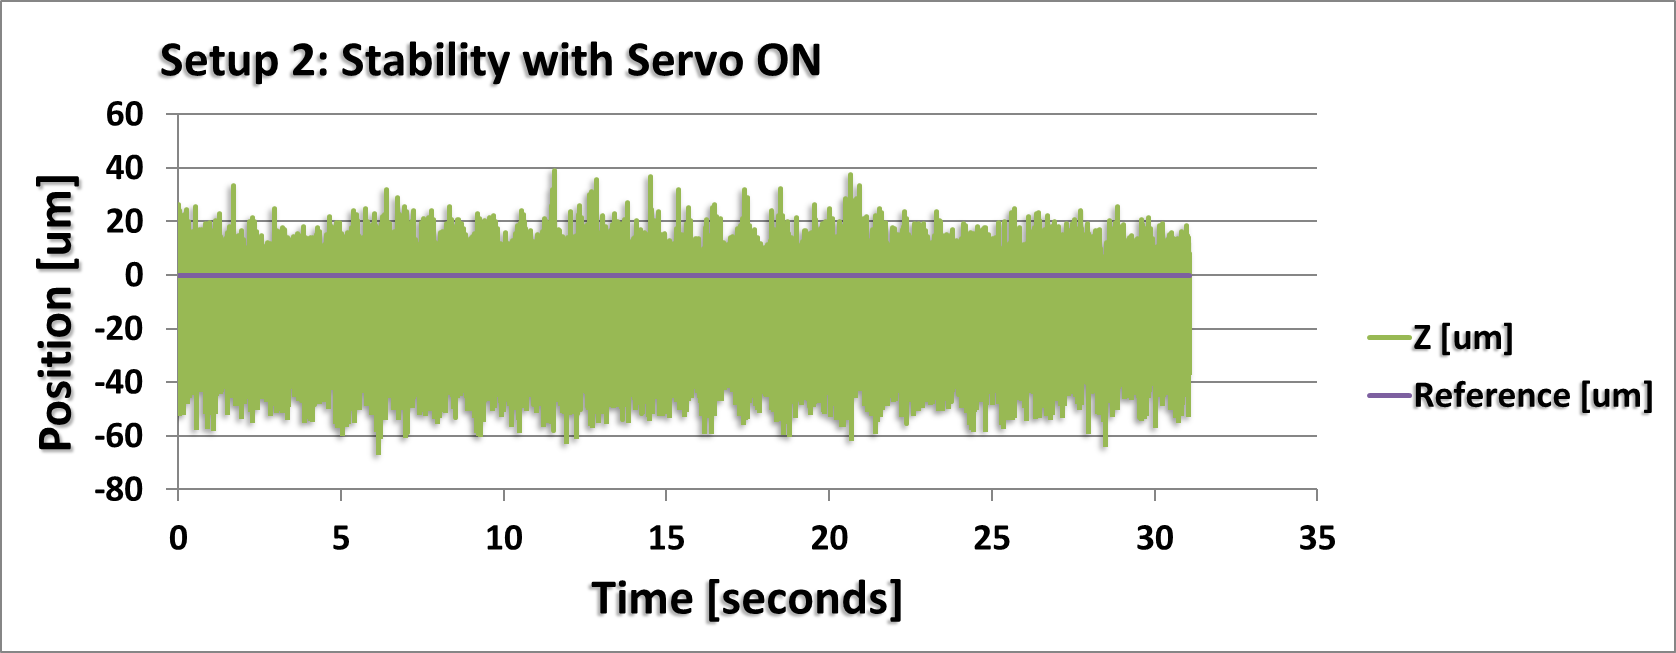 Setup 2: Stability with Servo ON
60
40
20
0
-20
-40
-60
-80
Position [um]
0 5 10 15 20 25 30 35
Time [seconds]
Z [um]
Reference [um]